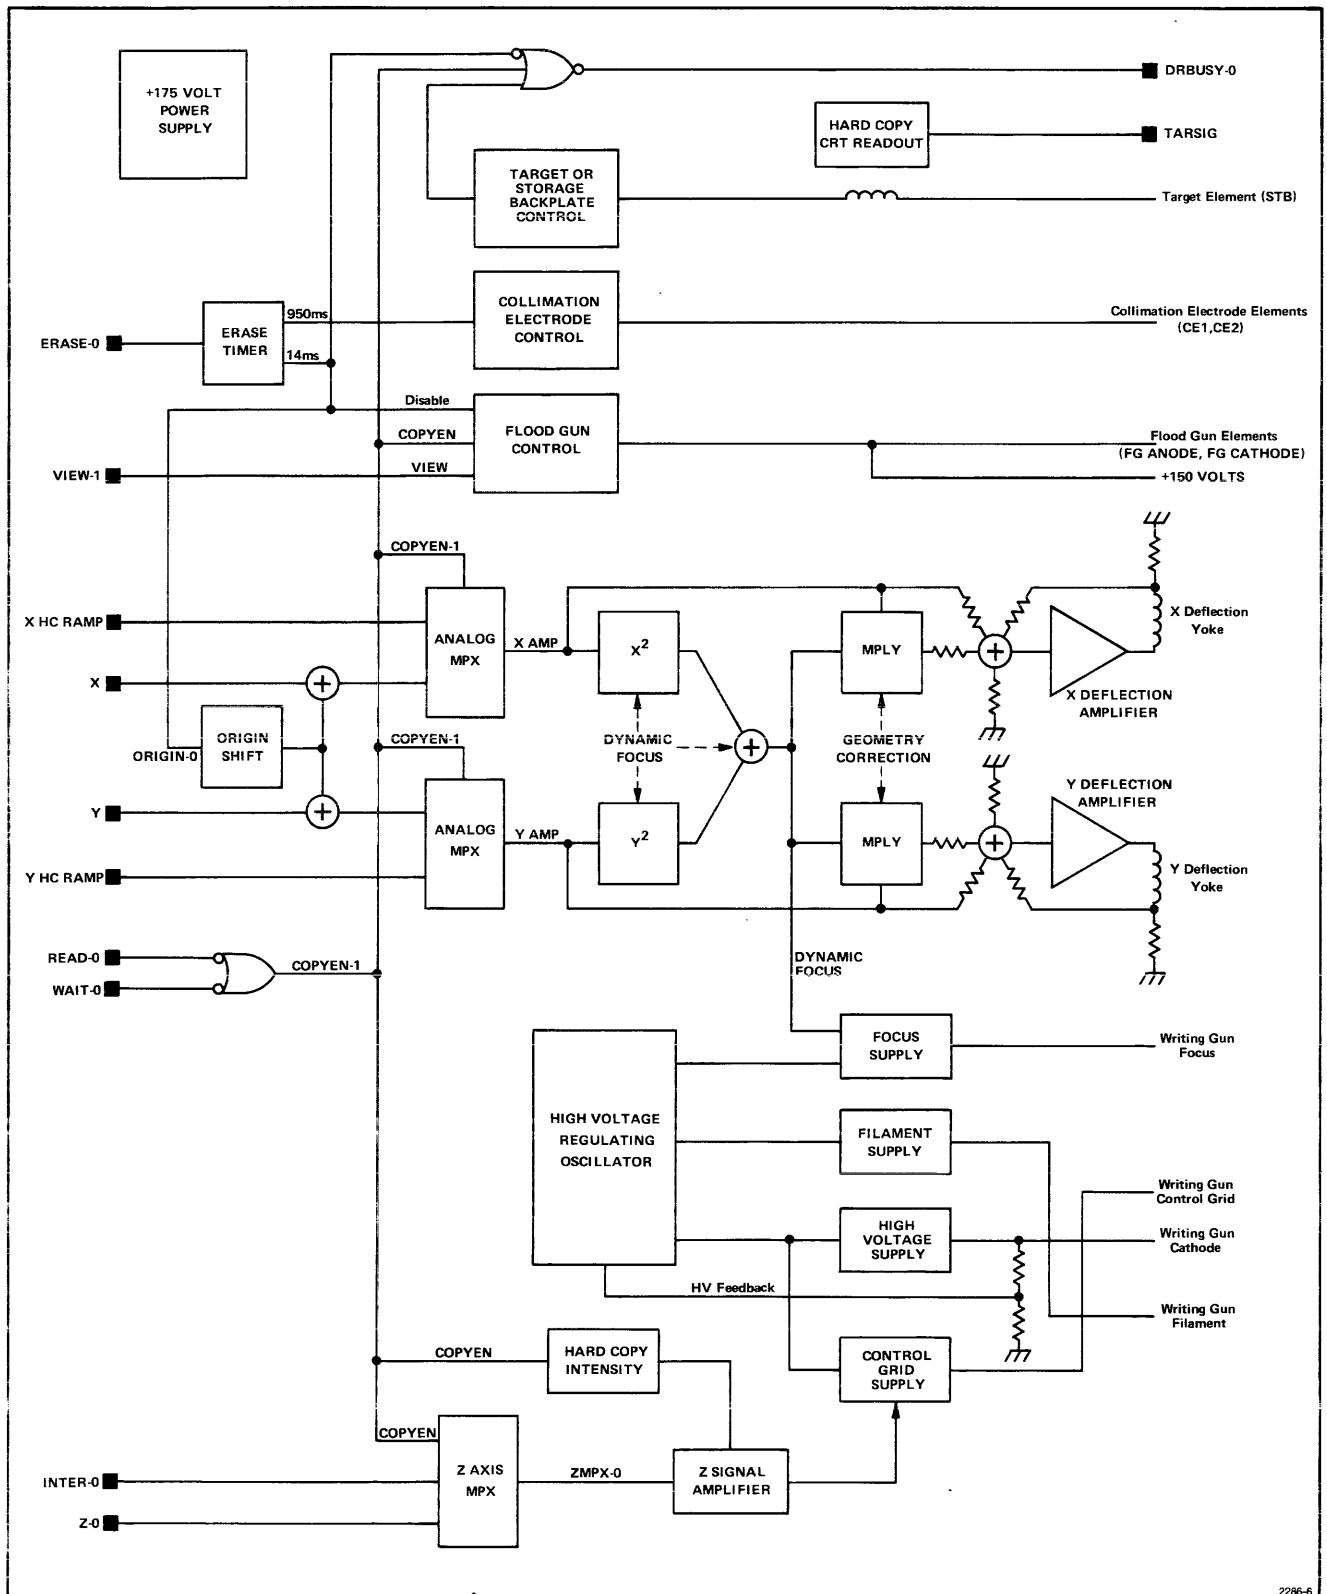 +175 VOLT
POWER
SUPPLY
DRBUSY-0
HARD COPY
CRT READOUT
TARSIG
TARGET OR
STORAGE
BACKPLATE
CONTROL
Target Element (STB)
ERASE-0
ERASE
TIMER
950ms
14ms
COLLIMATION
ELECTRODE
CONTROL
Collimation Electrode Elements
(CE1,CE2)
Disable
COPYEN
VIEW-1
VIEW
FLOOD GUN
CONTROL
Flood Gun Elements
(FG ANODE, FG CATHODE)
+150 VOLTS
COPYEN-1
X HC RAMP
ANALOG
MPX
X AMP
X²
MPLY
X Deflection
Yoke
X
X DEFLECTION
AMPLIFIER
ORIGIN-0
ORIGIN
SHIFT
COPYEN-1
DYNAMIC
FOCUS
GEOMETRY
CORRECTION
Y DEFLECTION
AMPLIFIER
Y
ANALOG
MPX
Y AMP
Y²
MPLY
Y HC RAMP
Y Deflection
Yoke
READ-0
WAIT-0
COPYEN-1
DYNAMIC
FOCUS
FOCUS
SUPPLY
Writing Gun
Focus
HIGH VOLTAGE
REGULATING
OSCILLATOR
FILAMENT
SUPPLY
Writing Gun
Control Grid
HIGH
VOLTAGE
SUPPLY
Writing Gun
Cathode
HV Feedback
Writing Gun
Filament
COPYEN
HARD COPY
INTENSITY
CONTROL
GRID
SUPPLY
COPYEN
INTER-0
Z AXIS
MPX
ZMPX-0
Z SIGNAL
AMPLIFIER
Z-0
2286-6